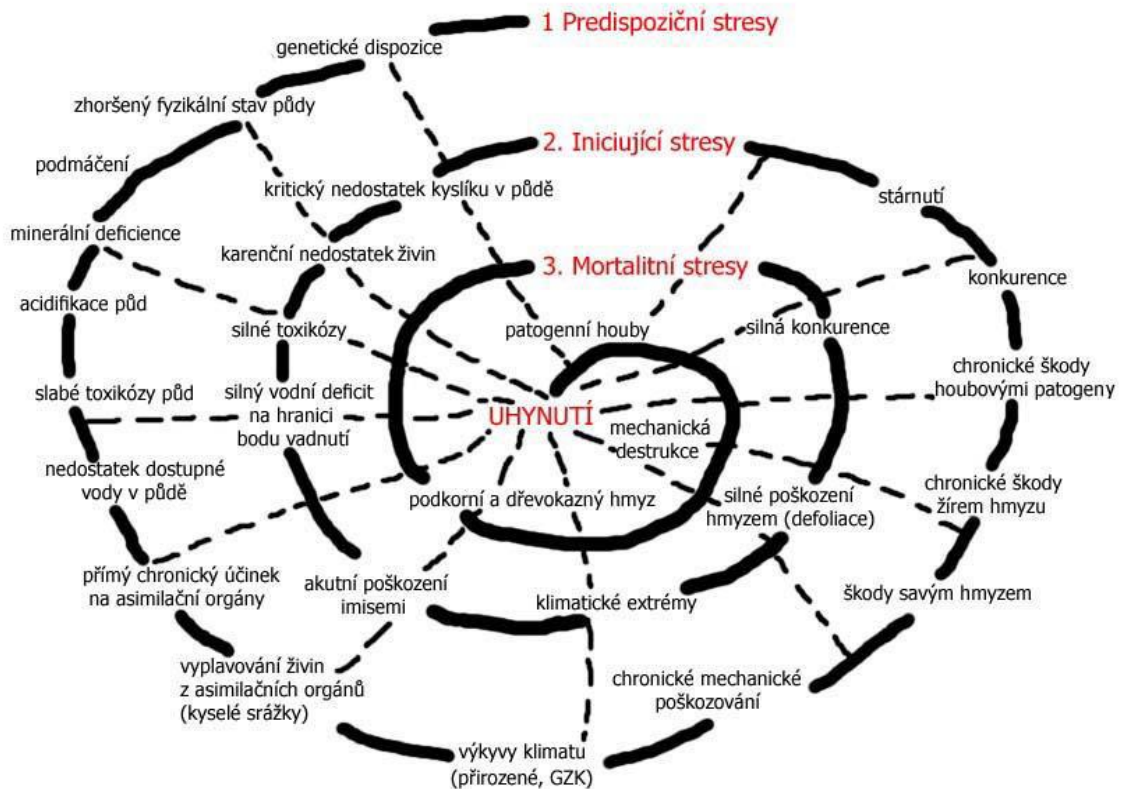 1 Predispoziční stresy
genetické dispozice
zhoršený fyzikální stav půdy
podmáčení
minerální deficience
acidifikace půd
slabé toxikózy půd
nedostatek dostupné
vody v půdě
přímý chronický účinek
na asimilační orgány
vyplavování živin
z asimilačních orgánů
(kyselé srážky)
výkyvy klimatu
(přirozené, GZK)
chronické mechanické
poškozování
škody savým hmyzem
chronické škody
žírem hmyzu
chronické škody
houbovými patogeny
konkurence
stárnutí
2. Iniciující stresy
kritický nedostatek kyslíku v půdě
karenční nedostatek živin
silné toxikózy
silný vodní deficit
na hranici
bodu vadnutí
akutní poškození
imisemi
klimatické extrémy
silné poškození
hmyzem (defoliace)
silná konkurence
3. Mortalitní stresy
podkorní a dřevokazný hmyz
mechanická
destrukce
patogenní houby
UHYNUTÍ